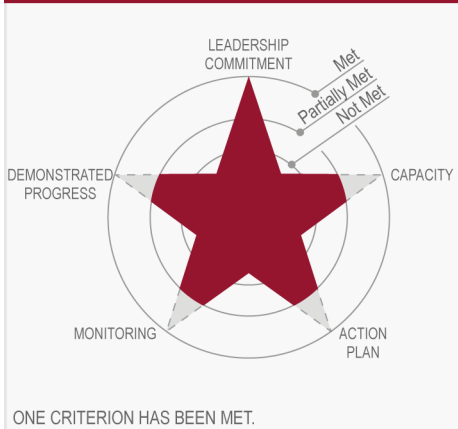 LEADERSHIP
COMMITMENT
Met
Partially Met
Not Met
DEMONSTRATED
PROGRESS
CAPACITY
MONITORING
ACTION
PLAN
ONE CRITERION HAS BEEN MET.